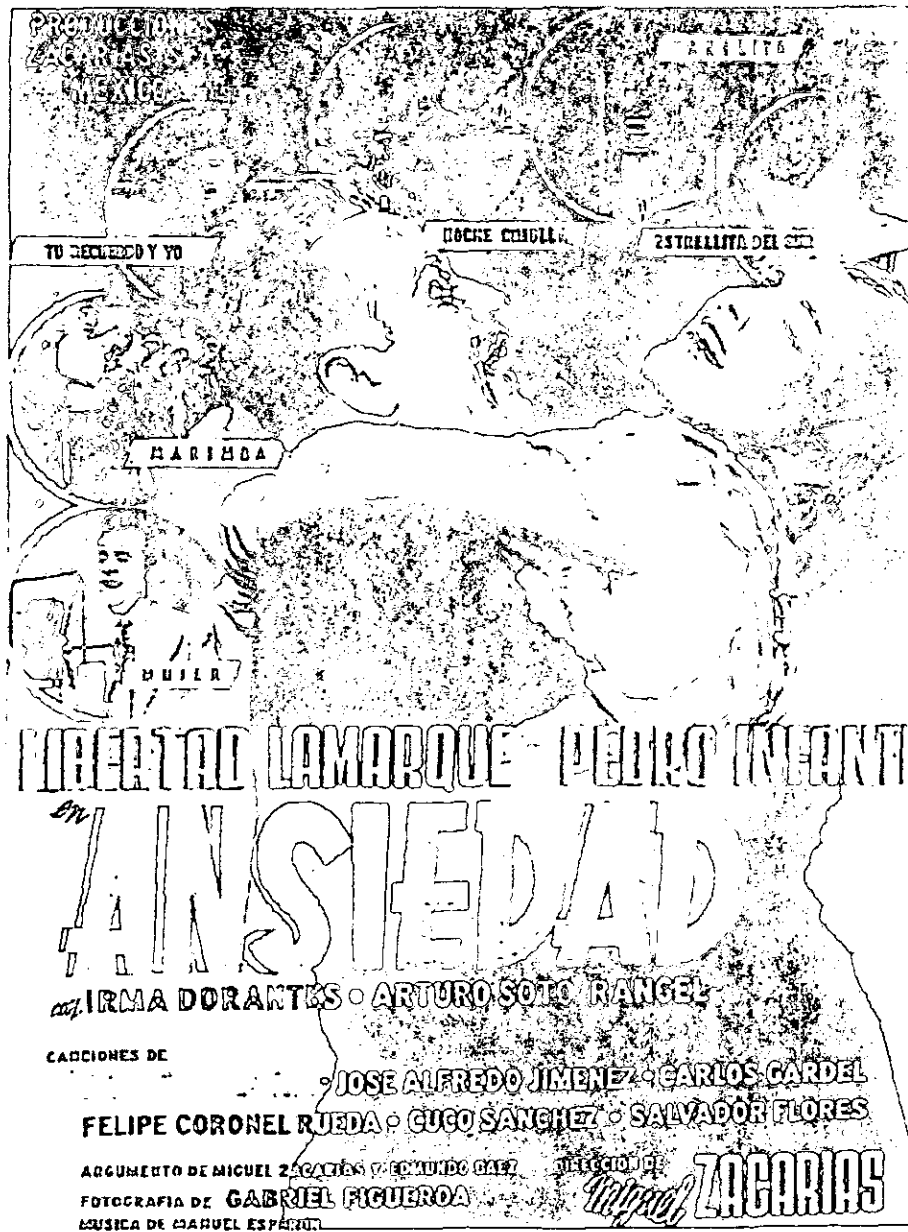 PRODUCCIONES
ZACARIAS S.A.
MEXICO
TU RECUERDO Y YO
NOCHE CRIOLLA
ESTRELLITA DEL SUR
MARIMBA
MUJER
LIBERTAD LAMARQUE PEDRO INFANTE
en
ANSIEDAD
con IRMA DORANTES • ARTURO SOTO RANGEL
CANCIONES DE
• JOSE ALFREDO JIMENEZ • CARLOS GARDEL
FELIPE CORONEL RUEDA • CUCO SANCHEZ • SALVADOR FLORES
ARGUMENTO DE MIGUEL ZACARIAS Y EDMUNDO BAEZ DIRECCION DE
miguel ZACARIAS
FOTOGRAFIA DE GABRIEL FIGUEROA
MUSICA DE MANUEL ESPERON